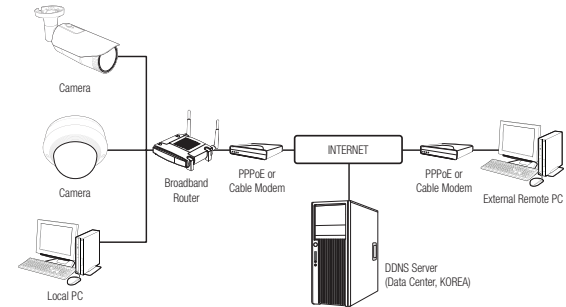 Camera
Camera
Local PC
Broadband
Router
PPPoE or
Cable Modem
INTERNET
PPPoE or
Cable Modem
External Remote PC
DDNS Server
(Data Center, KOREA)